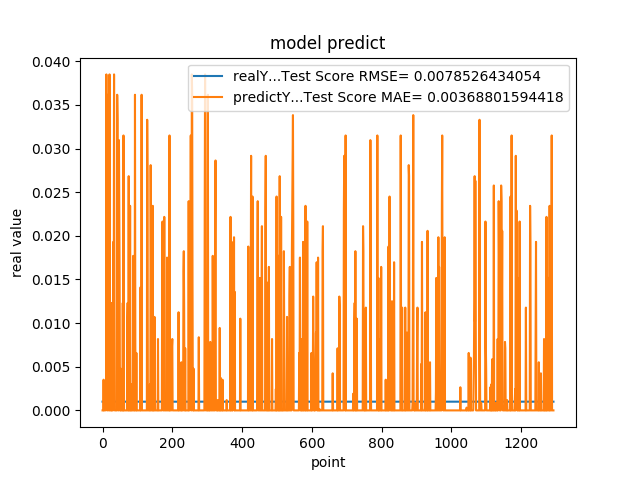 model predict
realY...Test Score RMSE= 0.0078526434054
predictY...Test Score MAE= 0.00368801594418
0.040
0.035
0.030
0.025
0.020
0.015
0.010
0.005
0.000
real value
0 200 400 600 800 1000 1200
point